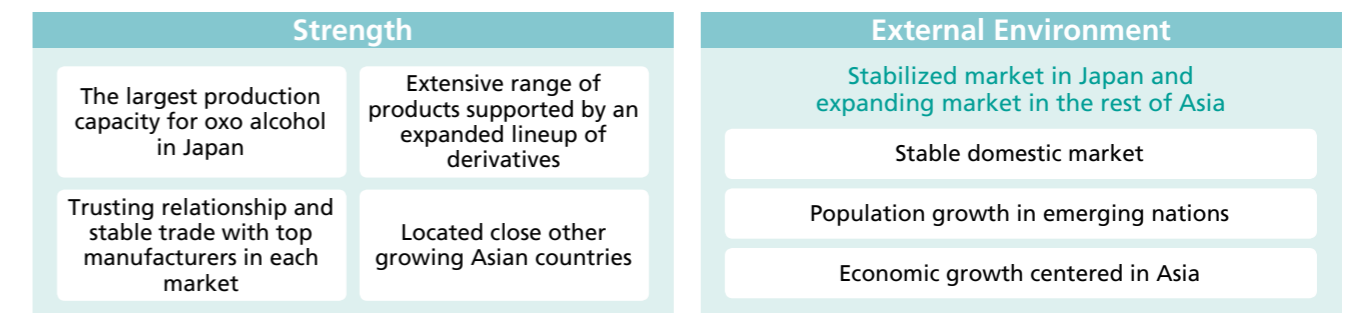 Strength
The largest production
capacity for oxo alcohol
in Japan
Extensive range of
products supported by an
expanded lineup of
derivatives
Trusting relationship and
stable trade with top
manufacturers in each
market
Located close other
growing Asian countries
External Environment
Stabilized market in Japan and
expanding market in the rest of Asia
Stable domestic market
Population growth in emerging nations
Economic growth centered in Asia